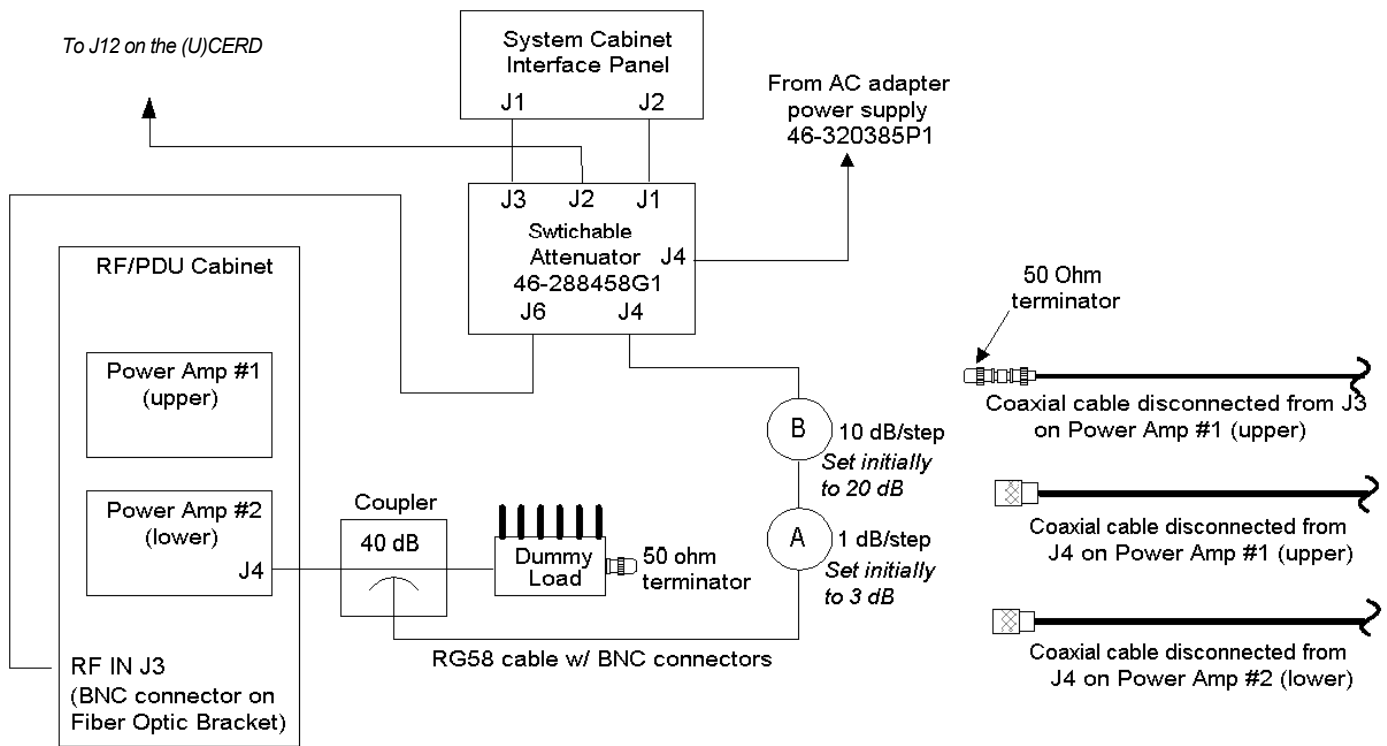 To J12 on the (U)CERD
System Cabinet
Interface Panel
J1
J2
From AC adapter
power supply
46-320385P1
J3
J2
J1
Swtichable
Attenuator
J4
46-288458G1
J6
J4
RF/PDU Cabinet
Power Amp #1
(upper)
Power Amp #2
(lower)
J4
Coupler
40 dB
Dummy
Load
50 ohm
terminator
B
10 dB/step
Set initially
to 20 dB
A
1 dB/step
Set initially
to 3 dB
RG58 cable w/ BNC connectors
RF IN J3
(BNC connector on
Fiber Optic Bracket)
50 Ohm
terminator
Coaxial cable disconnected from J3
on Power Amp #1 (upper)
Coaxial cable disconnected from
J4 on Power Amp #1 (upper)
Coaxial cable disconnected from
J4 on Power Amp #2 (lower)